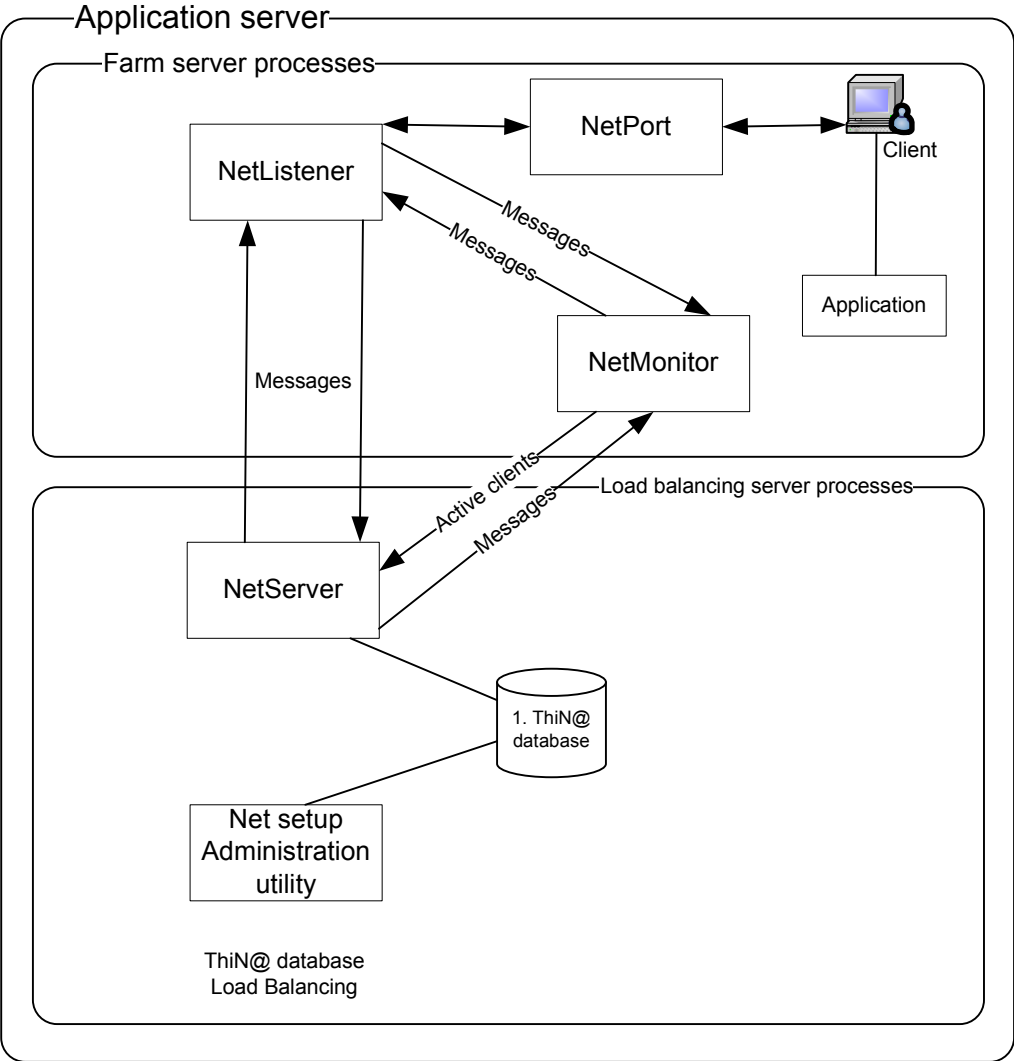 Application server
Farm server processes
NetPort
NetListener
Client
Messages
Messages
Application
NetMonitor
Messages
Active clients
Load balancing server processes
Messages
NetServer
1. ThiN@
database
Net setup
Administration
utility
ThiN@ database
Load Balancing